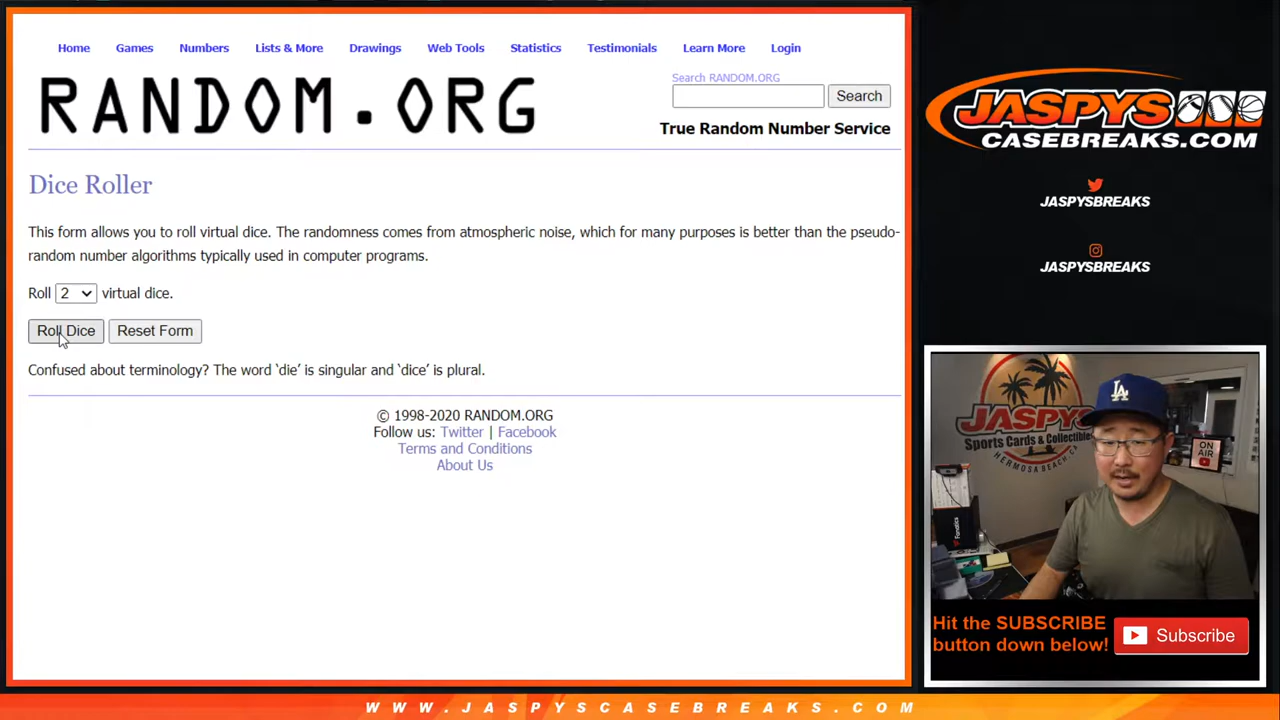 Home Games Numbers Lists & More Drawings Web Tools Statistics Testimonials Learn More Login
RANDOM.ORG
Search RANDOM.ORG
Search
True Random Number Service
Dice Roller
This form allows you to roll virtual dice. The randomness comes from atmospheric noise, which for many purposes is better than the pseudo-
random number algorithms typically used in computer programs.
Roll 2 virtual dice.
Roll Dice Reset Form
Confused about terminology? The word ‘die’ is singular and ‘dice’ is plural.
© 1998-2020 RANDOM.ORG
Follow us: Twitter | Facebook
Terms and Conditions
About Us
JASPYS
CASEBREAKS.COM
JASPYSBREAKS
JASPYSBREAKS
JASPYS
Sports Cards & Collectibles
HERMOSA BEACH, CA
LA
ON
AIR
Fanatics
Hit the SUBSCRIBE
button down below!
Subscribe
WWW.JASPYSCASEBREAKS.COM